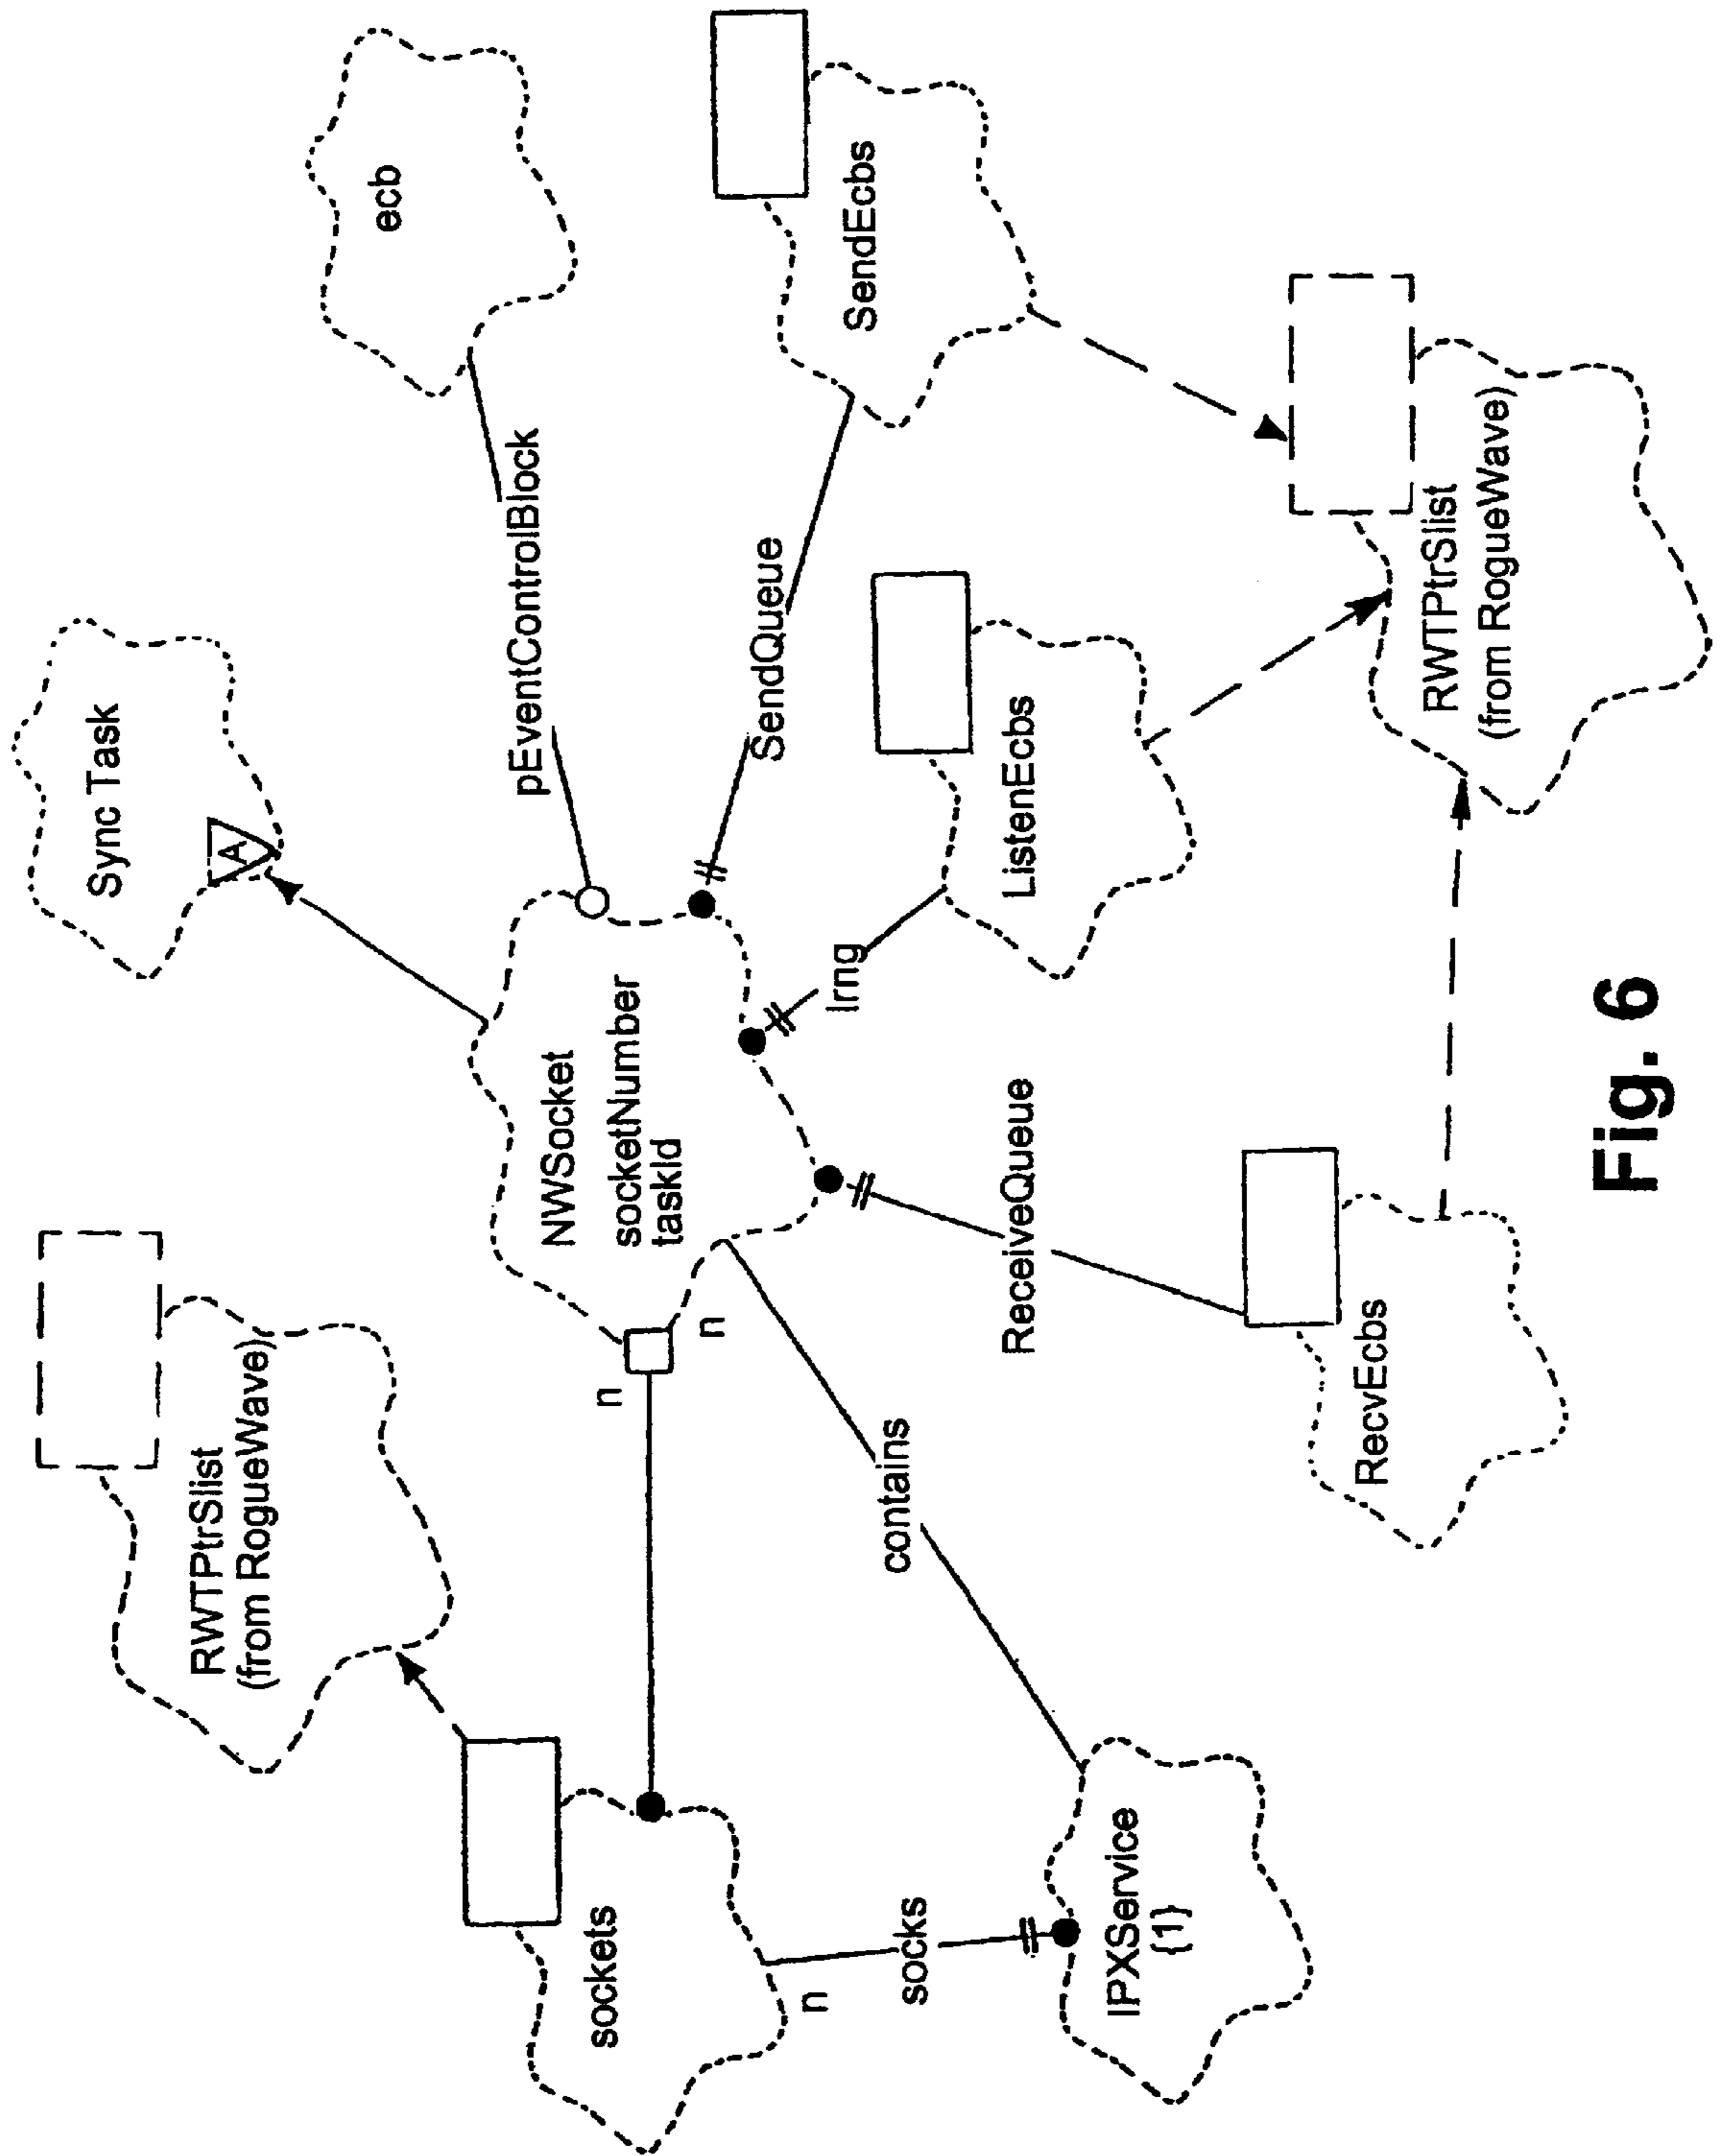 RWTPtrSlist
(from RogueWave)
Sync Task
A
ecb
sockets
n
n
NWSocket
socketNumber
taskId
pEventControlBlock
SendQueue
SendEcbs
n
socks
contains
lrng
ListenEcbs
IPXService
{1}
ReceiveQueue
RecvEcbs
RWTPtrSlist
(from RogueWave)
Fig. 6